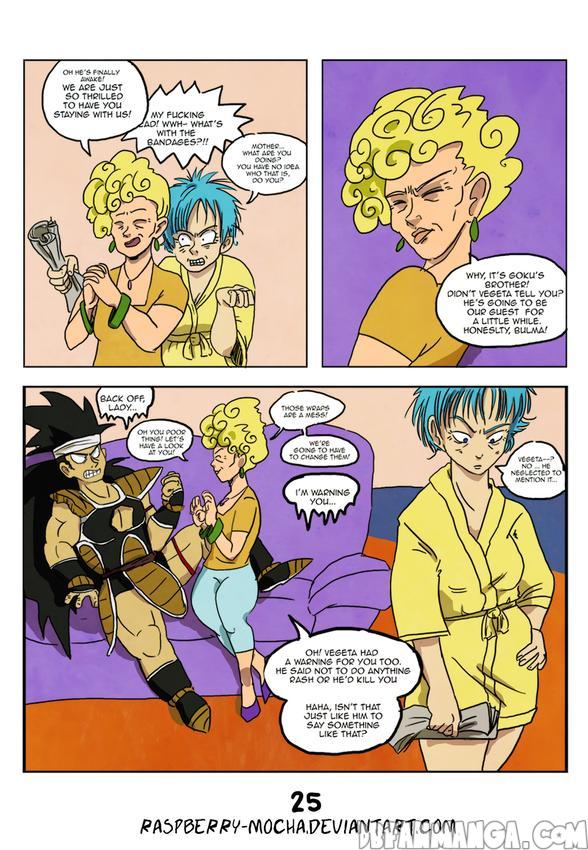 OH HE'S FINALLY
AWAKE!
WE ARE JUST
SO THRILLED
TO HAVE YOU
STAYING WITH US!
MY FUCKING
EAD! WWH- WHAT'S
WITH THE
BANDAGES?!!
MOTHER...
WHAT ARE YOU
DOING?
YOU HAVE NO IDEA
WHO THAT IS,
DO YOU?
WHY, IT'S GOKU'S
BROTHER!
DIDN'T VEGETA TELL YOU?
HE'S GOING TO BE
OUR GUEST FOR
A LITTLE WHILE.
HONESLTY, BULMA!
BACK OFF,
LADY...
OH YOU POOR
THING! LET'S
HAVE A LOOK
AT YOU!
THOSE WRAPS
ARE A MESS!
WE'RE
GOING TO HAVE
TO CHANGE THEM!
I'M WARNING
YOU...
VEGETA--?
NO ... HE
NEGLECTED TO
MENTION IT...
OH! VEGETA HAD
A WARNING FOR YOU TOO.
HE SAID NOT TO DO ANYTHING
RASH OR HE'D KILL YOU
HAHA, ISN'T THAT
JUST LIKE HIM TO
SAY SOMETHING
LIKE THAT?
25
RASPBERRY-MOCHA.DEVIANTART.COM
DBFANMANGA.COM